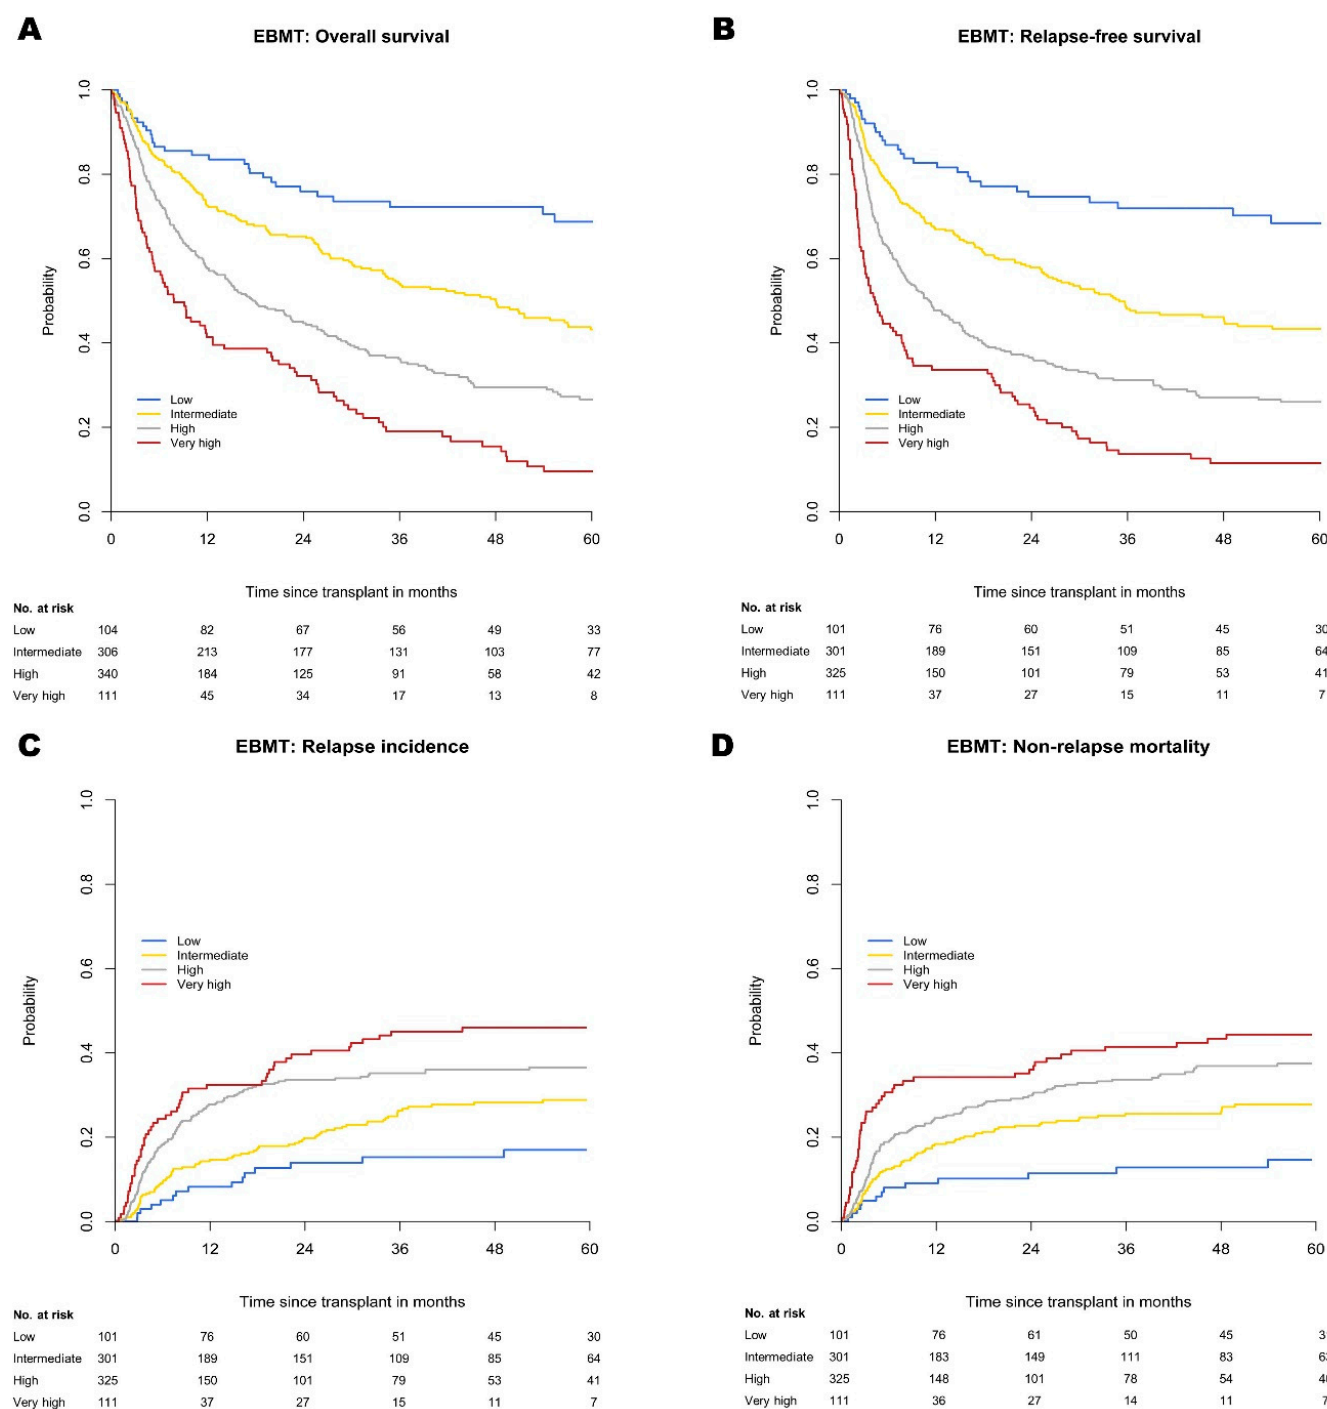 A
EBMT: Overall survival
Probability
1.0
0.8
0.6
0.4
0.2
0.0
Low
Intermediate
High
Very high
0 12 24 36 48 60
Time since transplant in months
No. at risk
Low 104 82 67 56 49 33
Intermediate 306 213 177 131 103 77
High 340 184 125 91 58 42
Very high 111 45 34 17 13 8
B
EBMT: Relapse-free survival
Probability
1.0
0.8
0.6
0.4
0.2
0.0
Low
Intermediate
High
Very high
0 12 24 36 48 60
Time since transplant in months
No. at risk
Low 101 76 60 51 45 30
Intermediate 301 189 151 109 85 64
High 325 150 101 79 53 41
Very high 111 37 27 15 11 7
C
EBMT: Relapse incidence
Probability
1.0
0.8
0.6
0.4
0.2
0.0
Low
Intermediate
High
Very high
0 12 24 36 48 60
Time since transplant in months
No. at risk
Low 101 76 60 51 45 30
Intermediate 301 189 151 109 85 64
High 325 150 101 79 53 41
Very high 111 37 27 15 11 7
D
EBMT: Non-relapse mortality
Probability
1.0
0.8
0.6
0.4
0.2
0.0
Low
Intermediate
High
Very high
0 12 24 36 48 60
Time since transplant in months
No. at risk
Low 101 76 61 50 45
Intermediate 301 183 149 111 83
High 325 148 101 78 54
Very high 111 36 27 14 11 7